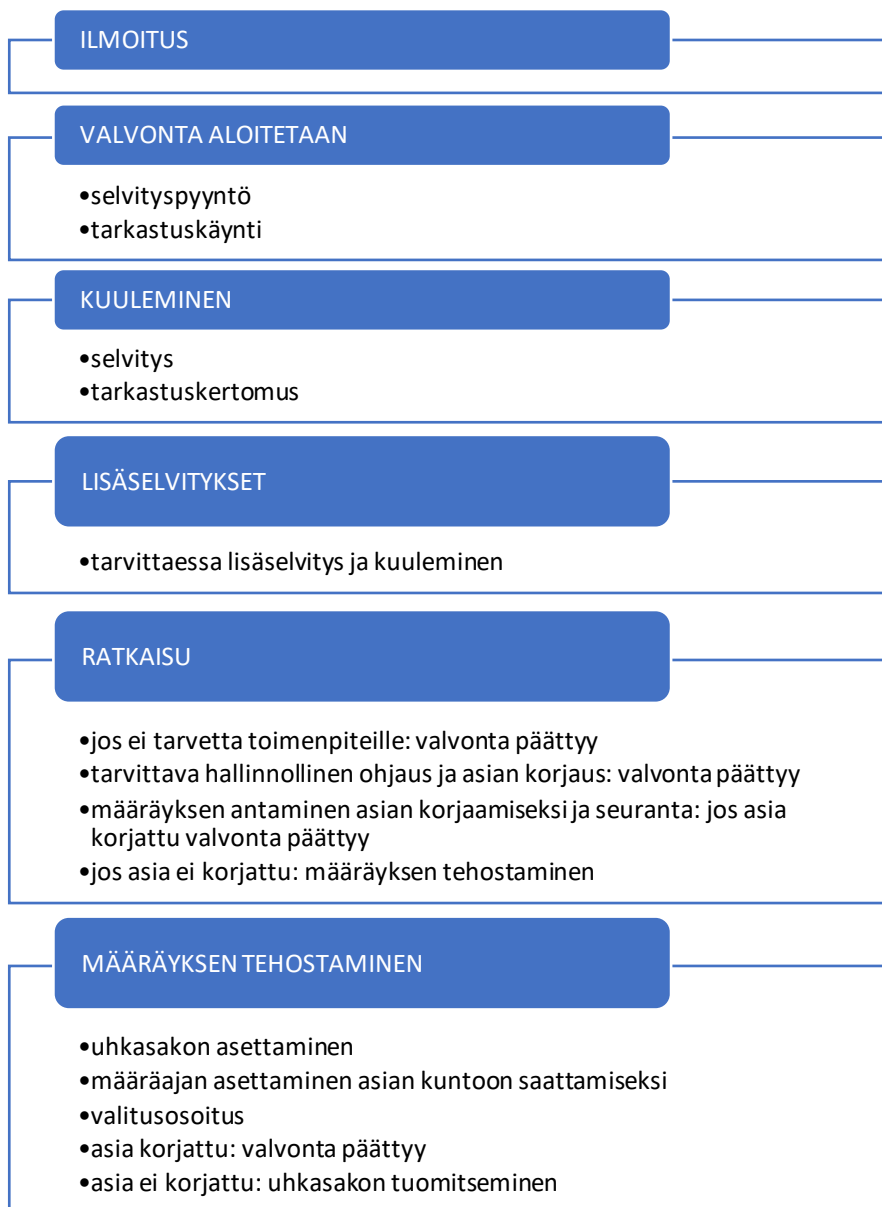 ILMOITUS
VALVONTA ALOITETAAN
•selvityspyyntö
•tarkastuskäynti
KUULEMINEN
•selvitys
•tarkastuskertomus
LISÄSELVITYKSET
•tarvittaessa lisäselvitys ja kuuleminen
RATKAISU
•jos ei tarvetta toimenpiteille: valvonta päättyy
•tarvittava hallinnollinen ohjaus ja asian korjaus: valvonta päättyy
•määräyksen antaminen asian korjaamiseksi ja seuranta: jos asia
korjattu valvonta päättyy
•jos asia ei korjattu: määräyksen tehostaminen
MÄÄRÄYKSEN TEHOSTAMINEN
•uhkasakon asettaminen
•määräajan asettaminen asian kuntoon saattamiseksi
•valitusosoitus
•asia korjattu: valvonta päättyy
•asia ei korjattu: uhkasakon tuomitseminen